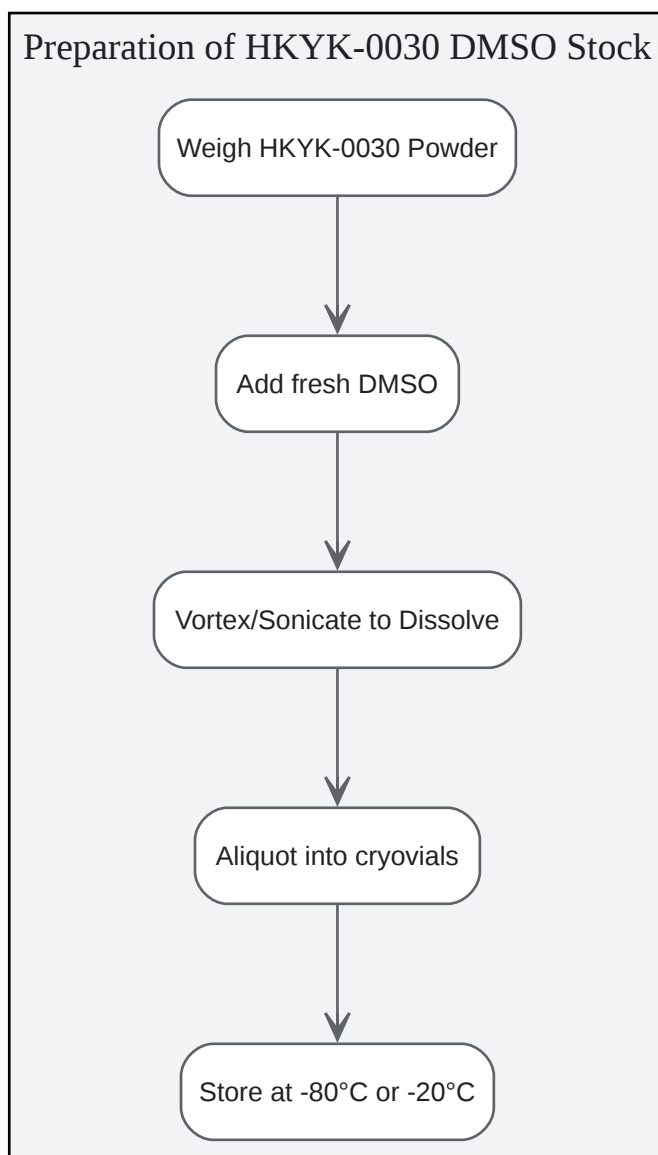 Preparation of HKYK-0030 DMSO Stock
Weigh HKYK-0030 Powder
Add fresh DMSO
Vortex/Sonicate to Dissolve
Aliquot into cryovials
Store at -80°C or -20°C